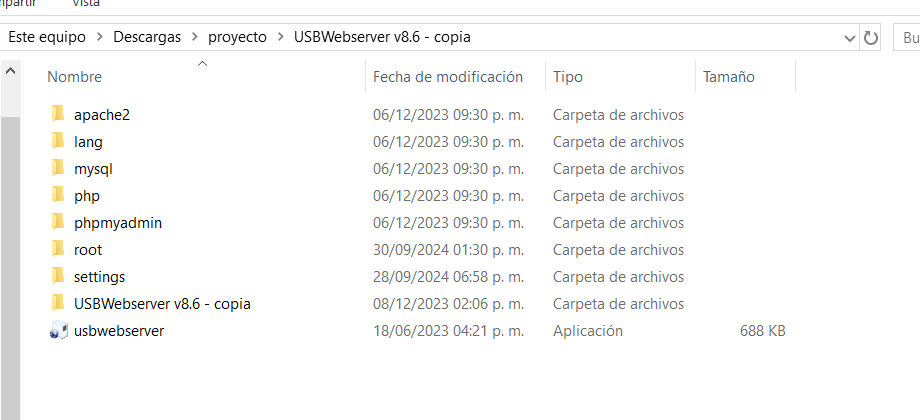 Vista
Este equipo > Descargas > proyecto > USBWebserver v8.6 - copia
Nombre Fecha de modificación Tipo Tamaño
apache2 06/12/2023 09:30 p. m. Carpeta de archivos
lang 06/12/2023 09:30 p. m. Carpeta de archivos
mysql 06/12/2023 09:30 p. m. Carpeta de archivos
php 06/12/2023 09:30 p. m. Carpeta de archivos
phpmyadmin 06/12/2023 09:30 p. m. Carpeta de archivos
root 30/09/2024 01:30 p. m. Carpeta de archivos
settings 28/09/2024 06:58 p. m. Carpeta de archivos
USBWebserver v8.6 - copia 08/12/2023 02:06 p. m. Carpeta de archivos
usbwebserver 18/06/2023 04:21 p. m. Aplicación 688 KB